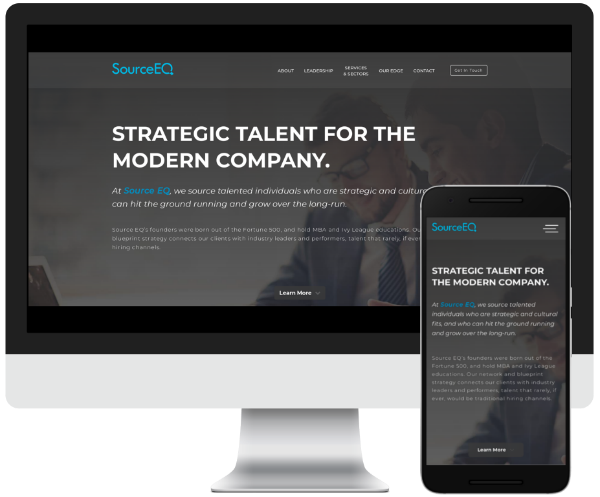 SourceEQ
ABOUT
LEADERSHIP
SERVICES
& SECTORS
OUR EDGE
CONTACT
Get In Touch
STRATEGIC TALENT FOR THE
MODERN COMPANY.
At Source EQ, we source talented individuals who are strategic and cultura
can hit the ground running and grow over the long-run.
Source EQ's founders were born out of the Fortune 500, and hold MBA and Ivy League educations. Ou
blueprint strategy connects our clients with industry leaders and performers, talent that rarely, if ever
hiring channels.
Learn More
SourceEQ
STRATEGIC TALENT FOR
THE MODERN COMPANY.
At Source EQ, we source talented
individuals who are strategic and cultural
fits, and who can hit the ground running
and grow over the long-run.
Source EQ's founders were born out of the
Fortune 500, and hold MBA and Ivy League
educations. Our network and blueprint
strategy connects our clients with industry
leaders and performers, talent that rarely, if
ever, would be traditional hiring channels.
Learn More